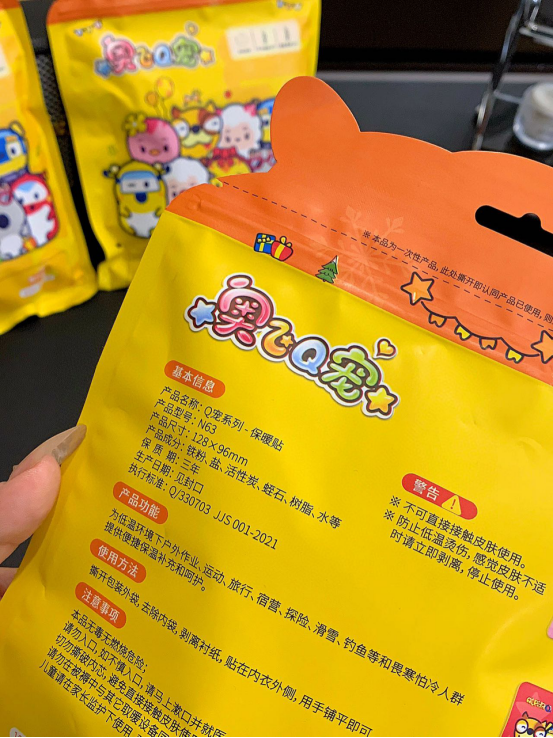 奥飞Q宠
※ 本品为一次性产品, 此处撕开即认同产品已使用, 则
奥飞Q宠
基本信息
产品名称: Q宠系列 - 保暖贴
产品型号: N63
产品尺寸: 128×96mm
产品成分: 铁粉、盐、活性炭、蛭石、树脂、水等
保 质 期: 三年
生产日期: 见封口
执行标准: Q/330703 JJS 001-2021
警告
※ 不可直接接触皮肤使用。
※ 防止低温烫伤, 感觉皮肤不适
时请立即剥离, 停止使用。
产品功能
为低温环境下户外作业、运动、旅行、宿营、探险、滑雪、钓鱼等和畏寒怕冷人群
提供便捷保温补充和呵护。
使用方法
撕开包装外袋, 去除内袋, 剥离衬纸, 贴在内衣外侧, 用手铺平即可
注意事项
本品无毒无燃烧危险;
请勿入口, 如不慎入口, 请马上漱口并就医
切勿撕破内芯, 避免直接接触皮肤使用
请勿在被褥中与其它取暖设备同
儿童请在家长监护下使用